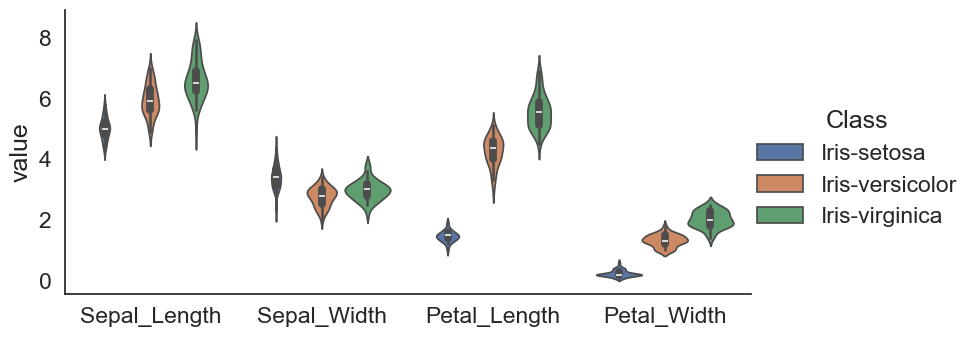 value
8
6
4
2
0
Sepal_Length
Sepal_Width
Petal_Length
Petal_Width
Class
Iris-setosa
Iris-versicolor
Iris-virginica